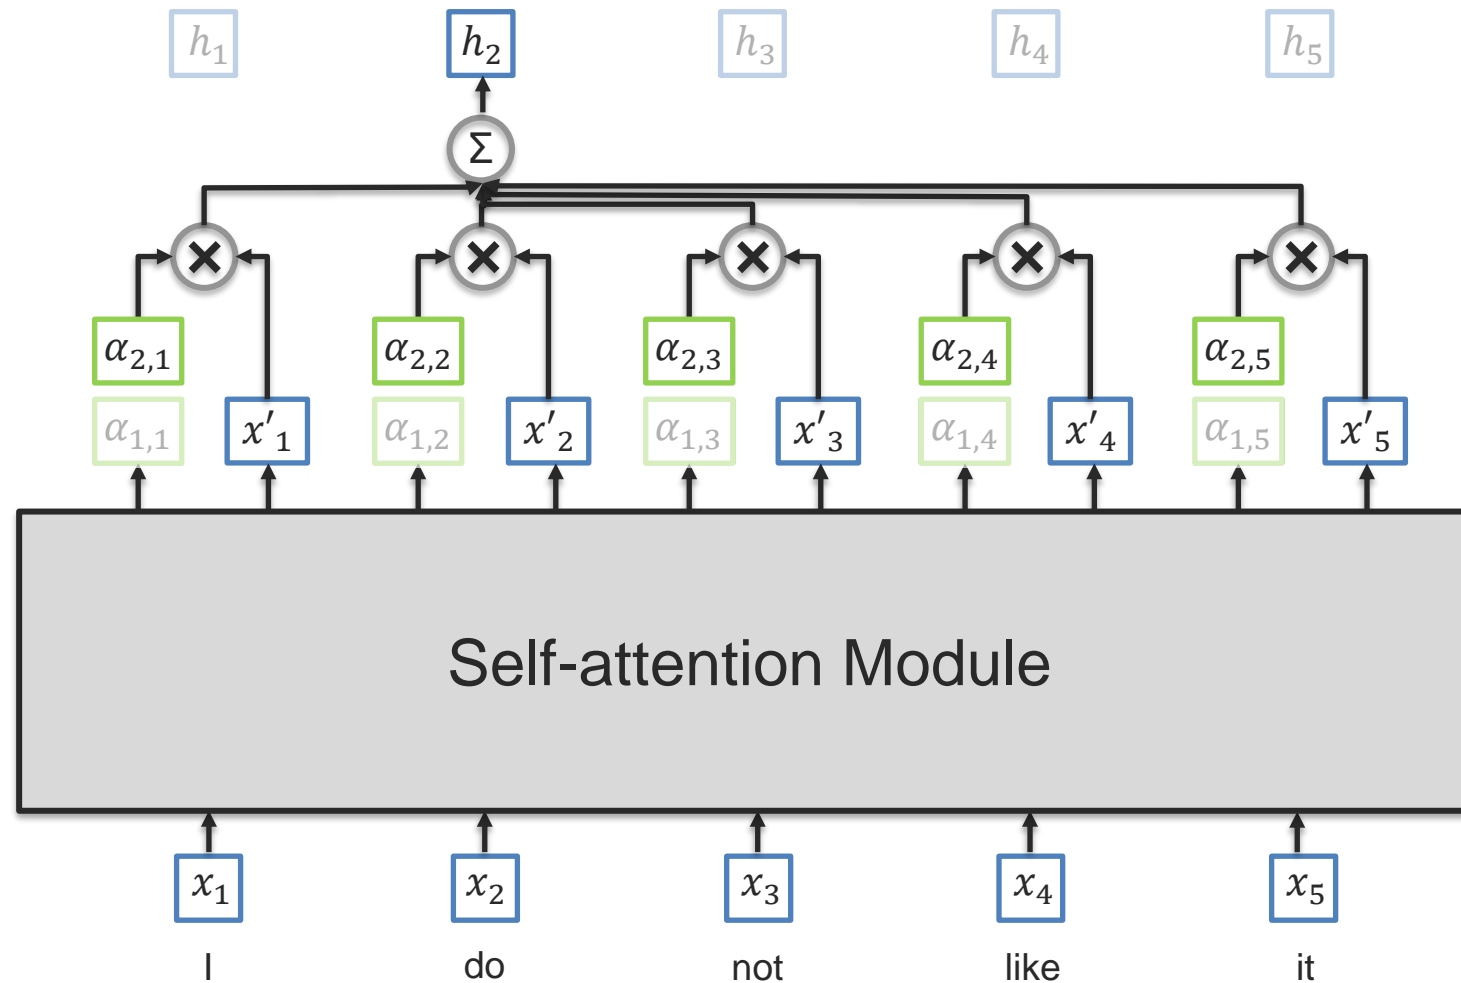 h₁ h₂ h₃ h₄ h₅
Σ
α₂,₁ α₂,₂ α₂,₃ α₂,₄ α₂,₅
α₁,₁ x′₁ α₁,₂ x′₂ α₁,₃ x′₃ α₁,₄ x′₄ α₁,₅ x′₅
Self-attention Module
x₁ x₂ x₃ x₄ x₅
I do not like it